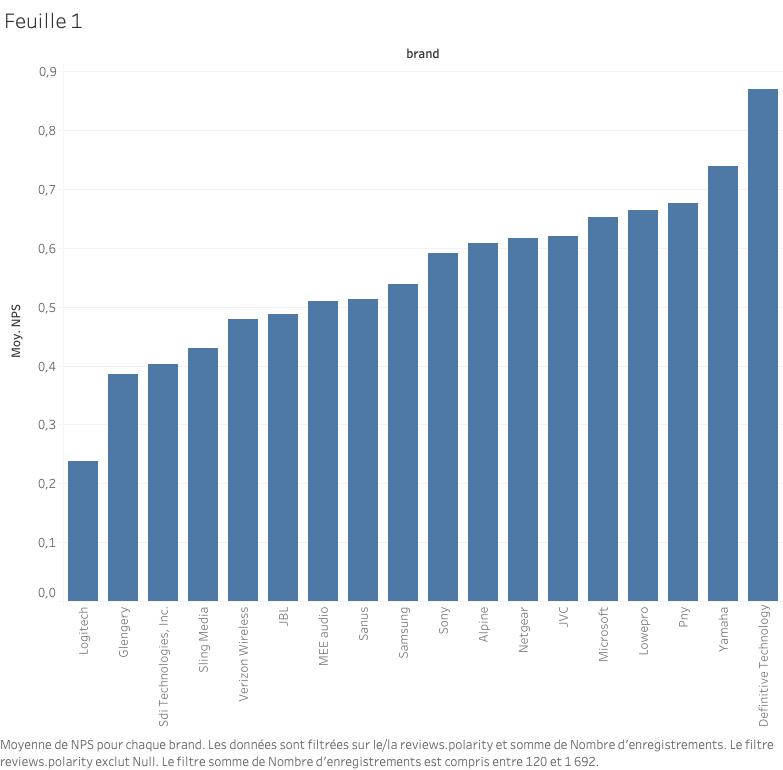 Feuille 1
brand
0,9
0,8
0,7
0,6
0,5
0,4
0,3
0,2
0,1
0,0
Moy. NPS
Logitech
Glengery
Sdi Technologies, Inc.
Sling Media
Verizon Wireless
JBL
MEE audio
Sanus
Samsung
Sony
Alpine
Netgear
JVC
Microsoft
Lowepro
Pny
Yamaha
Definitive Technology
Moyenne de NPS pour chaque brand. Les données sont filtrées sur le/la reviews.polarity et somme de Nombre d'enregistrements. Le filtre
reviews.polarity exclut Null. Le filtre somme de Nombre d'enregistrements est compris entre 120 et 1 692.